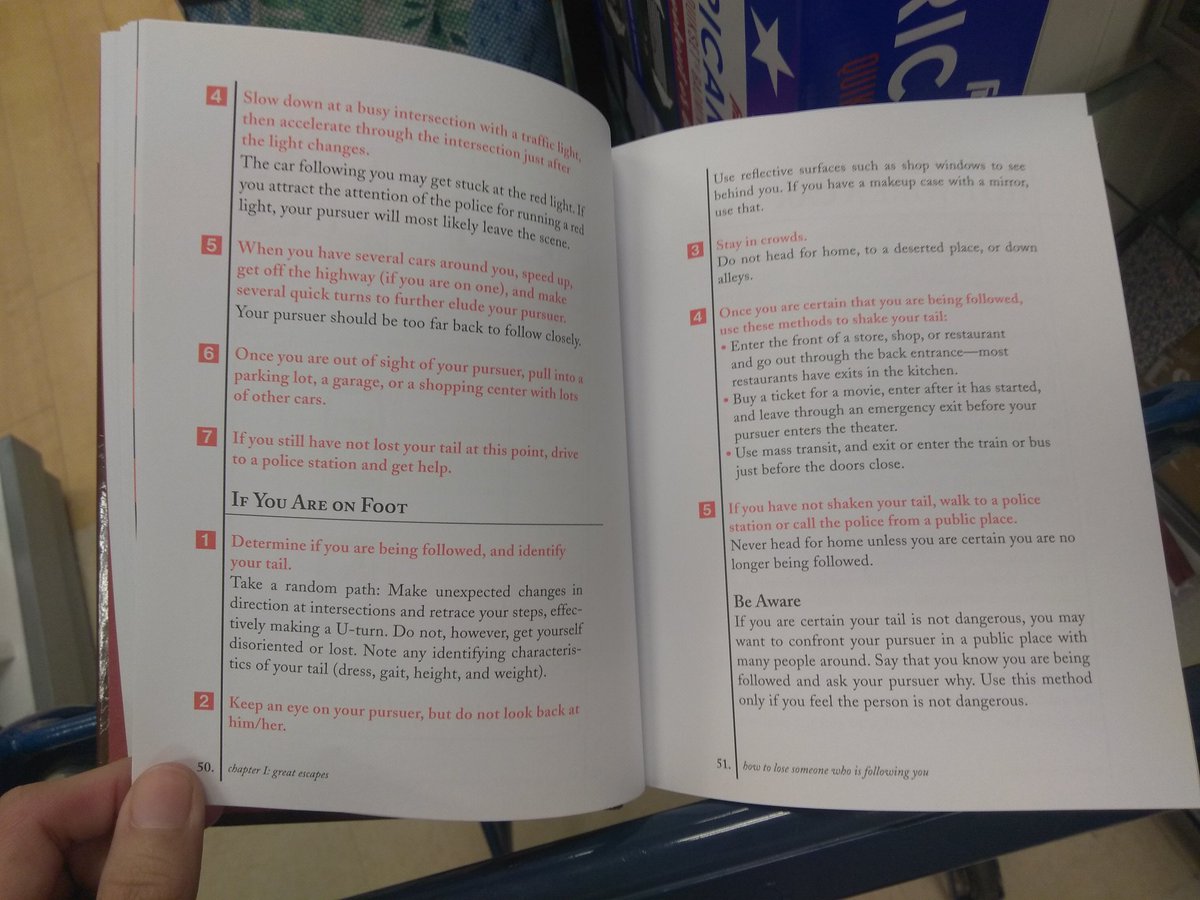 4
Slow down at a busy intersection with a traffic light,
then accelerate through the intersection just after
the light changes.
The car following you may get stuck at the red light. If
you attract the attention of the police for running a red
light, your pursuer will most likely leave the scene.
5
When you have several cars around you, speed up,
get off the highway (if you are on one), and make
several quick turns to further elude your pursuer.
Your pursuer should be too far back to follow closely.
6
Once you are out of sight of your pursuer, pull into a
parking lot, a garage, or a shopping center with lots
of other cars.
7
If you still have not lost your tail at this point, drive
to a police station and get help.
IF YOU ARE ON FOOT
1
Determine if you are being followed, and identify
your tail.
Take a random path: Make unexpected changes in
direction at intersections and retrace your steps, effec-
tively making a U-turn. Do not, however, get yourself
disoriented or lost. Note any identifying characteris-
tics of your tail (dress, gait, height, and weight).
2
Keep an eye on your pursuer, but do not look back at
him/her.
50. chapter I: great escapes
Use reflective surfaces such as shop windows to see
behind you. If you have a makeup case with a mirror,
use that.
3
Stay in crowds.
Do not head for home, to a deserted place, or down
alleys.
4
Once you are certain that you are being followed,
use these methods to shake your tail:
• Enter the front of a store, shop, or restaurant
and go out through the back entrance—most
restaurants have exits in the kitchen.
• Buy a ticket for a movie, enter after it has started,
and leave through an emergency exit before your
pursuer enters the theater.
• Use mass transit, and exit or enter the train or bus
just before the doors close.
5
If you have not shaken your tail, walk to a police
station or call the police from a public place.
Never head for home unless you are certain you are no
longer being followed.
Be Aware
If you are certain your tail is not dangerous, you may
want to confront your pursuer in a public place with
many people around. Say that you know you are being
followed and ask your pursuer why. Use this method
only if you feel the person is not dangerous.
51. how to lose someone who is following you